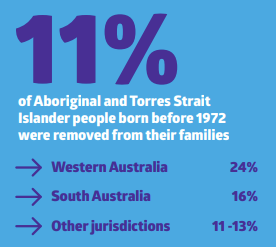 11%
of Aboriginal and Torres Strait
Islander people born before 1972
were removed from their families
Western Australia 24%
South Australia 16%
Other jurisdictions 11 -13%